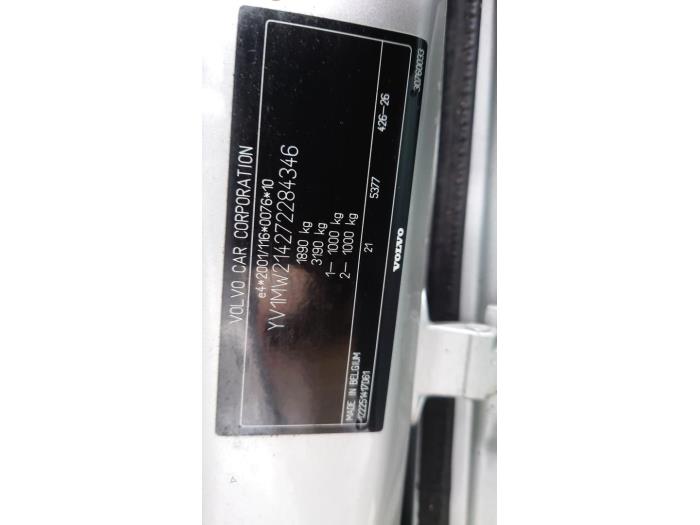 VOLVO CAR CORPORATION
e4*2001/116*0076*10
YV1MW214272284346
1890 kg
3190 kg
1– 1000 kg
2– 1000 kg
21 5377 426-26
MADE IN BELGIUM
VOLVO
30760033